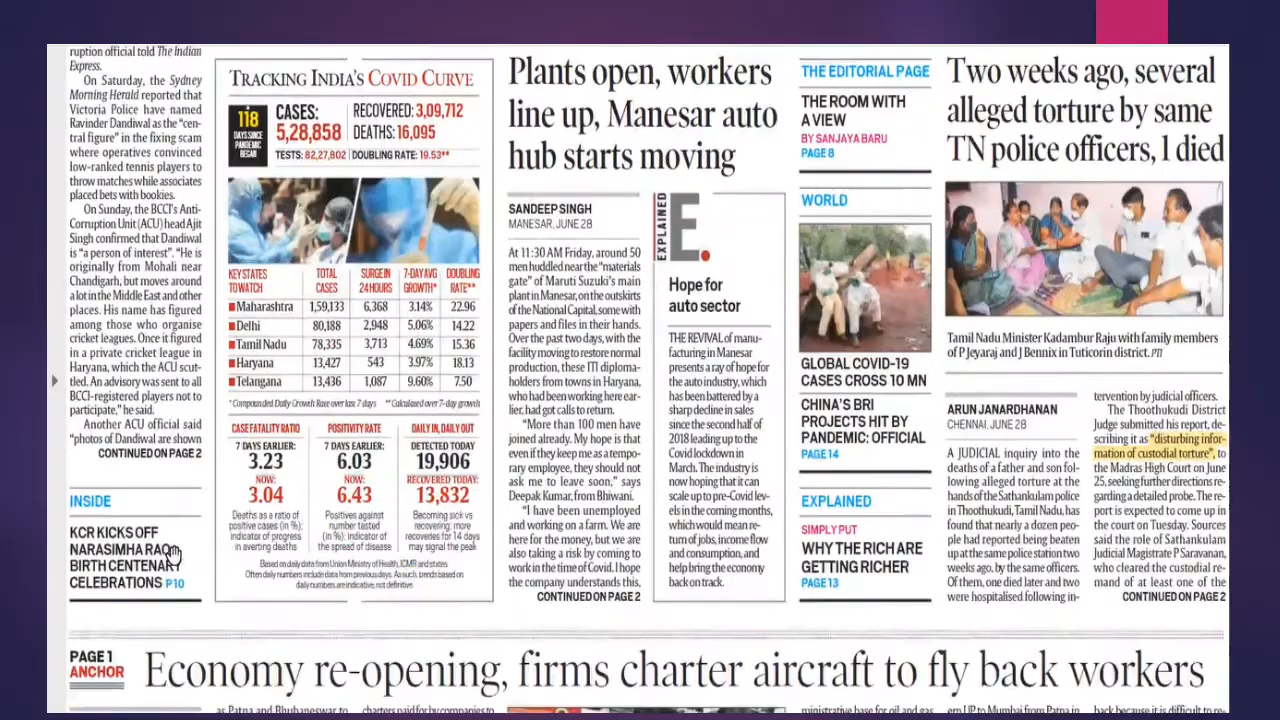 ruption official told The Indian
Express.
On Saturday, the Sydney
Morning Herald reported that
Victoria Police have named
Ravinder Dandiwal as the "cen-
tral figure" in the fixing scam
where operatives convinced
low-ranked tennis players to
throw matches while associates
placed bets with bookies.
On Sunday, the BCCI's Anti-
Corruption Unit (ACU) head Ajit
Singh confirmed that Dandiwal
is "a person of interest". "He is
originally from Mohali near
Chandigarh, but moves around
a lot in the Middle East and other
places. His name has figured
among those who organise
cricket leagues. Once it figured
in a private cricket league in
Haryana, which the ACU scut-
tled. An advisory was sent to all
BCCI-registered players not to
participate," he said.
Another ACU official said
"photos of Dandiwal are shown
CONTINUED ON PAGE 2
INSIDE
KCR KICKS OFF
NARASIMHA RAO
BIRTH CENTENARY
CELEBRATIONS P10
TRACKING INDIA'S COVID CURVE
118
DAYS SINCE
PANDEMIC
BEGAN
CASES:
5,28,858
RECOVERED: 3,09,712
DEATHS: 16,095
TESTS: 82,27,802 | DOUBLING RATE: 19.53**
KEY STATES TO WATCH TOTAL CASES SURGE IN 24 HOURS 7-DAY AVG GROWTH* DOUBLING RATE**
Maharashtra 1,59,133 6,368 3.14% 22.96
Delhi 80,188 2,948 5.06% 14.22
Tamil Nadu 78,335 3,713 4.69% 15.36
Haryana 13,427 543 3.97% 18.13
Telangana 13,436 1,087 9.60% 7.50
*Compounded Daily Growth Rate over last 7 days **Calculated over 7-day growth
CASE FATALITY RATIO
7 DAYS EARLIER:
3.23
NOW:
3.04
Deaths as a ratio of
positive cases (in %);
indicator of progress
in averting deaths
POSITIVITY RATE
7 DAYS EARLIER:
6.03
NOW:
6.43
Positives against
number tested
(in %): indicator of
the spread of disease
DAILY IN, DAILY OUT
DETECTED TODAY
19,906
RECOVERED TODAY:
13,832
Becoming sick vs
recovering; more
recoveries for 14 days
may signal the peak
Based on daily data from Union Ministry of Health, ICMR and states
Often daily numbers include data from previous days. As such, trends based on
daily numbers are indicative, not definitive
Plants open, workers
line up, Manesar auto
hub starts moving
SANDEEP SINGH
MANESAR, JUNE 28
At 11:30 AM Friday, around 50
men huddled near the "materials
gate" of Maruti Suzuki's main
plant in Manesar, on the outskirts
of the National Capital, some with
papers and files in their hands.
Over the past two days, with the
facility moving to restore normal
production, these ITI diploma-
holders from towns in Haryana,
who had been working here ear-
lier, had got calls to return.
"More than 100 men have
joined already. My hope is that
even if they keep me as a tempo-
rary employee, they should not
ask me to leave soon," says
Deepak Kumar, from Bhiwani.
"I have been unemployed
and working on a farm. We are
here for the money, but we are
also taking a risk by coming to
work in the time of Covid. I hope
the company understands this,
CONTINUED ON PAGE 2
EXPLAINED
E.
Hope for
auto sector
THE REVIVAL of manu-
facturing in Manesar
presents a ray of hope for
the auto industry, which
has been battered by a
sharp decline in sales
since the second half of
2018 leading up to the
Covid lockdown in
March. The industry is
now hoping that it can
scale up to pre-Covid lev-
els in the coming months,
which would mean re-
turn of jobs, income flow
and consumption, and
help bring the economy
back on track.
THE EDITORIAL PAGE
THE ROOM WITH
A VIEW
BY SANJAYA BARU
PAGE 8
WORLD
GLOBAL COVID-19
CASES CROSS 10 MN
CHINA'S BRI
PROJECTS HIT BY
PANDEMIC: OFFICIAL
PAGE 14
EXPLAINED
SIMPLY PUT
WHY THE RICH ARE
GETTING RICHER
PAGE 13
Two weeks ago, several
alleged torture by same
TN police officers, 1 died
Tamil Nadu Minister Kadambur Raju with family members
of P Jeyaraj and J Bennix in Tuticorin district. PTI
ARUN JANARDHANAN
CHENNAI, JUNE 28
A JUDICIAL inquiry into the
deaths of a father and son fol-
lowing alleged torture at the
hands of the Sathankulam police
in Thoothukudi, Tamil Nadu, has
found that nearly a dozen peo-
ple had reported being beaten
up at the same police station two
weeks ago, by the same officers.
Of them, one died later and two
were hospitalised following in-
tervention by judicial officers.
The Thoothukudi District
Judge submitted his report, de-
scribing it as "disturbing infor-
mation of custodial torture", to
the Madras High Court on June
25, seeking further directions re-
garding a detailed probe. The re-
port is expected to come up in
the court on Tuesday. Sources
said the role of Sathankulam
Judicial Magistrate P Saravanan,
who cleared the custodial re-
mand of at least one of the
CONTINUED ON PAGE 2
PAGE 1
ANCHOR
Economy re-opening, firms charter aircraft to fly back workers
as Patna and Bhubaneswar to
charters paid for by companies to
ministrative base for oil and gas
ern UP to Mumbai from Patna in
back because it is difficult to re-